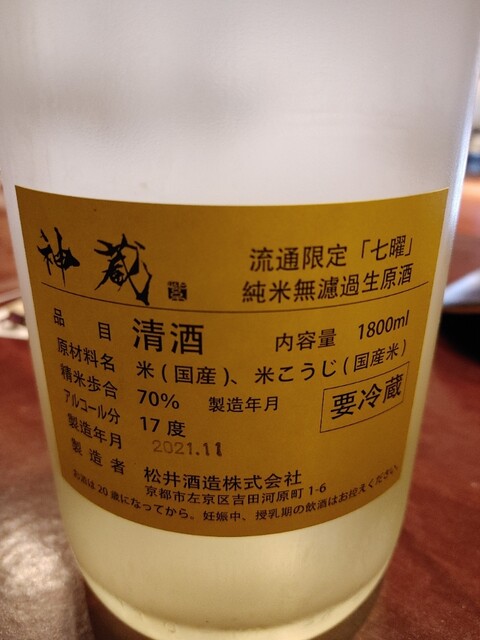 神蔵
流通限定「七曜」
純米無濾過生原酒
品目 清酒 内容量 1800ml
原材料名 米(国産)、米こうじ(国産米)
精米歩合 70% 製造年月
アルコール分 17度
要冷蔵
製造年月 2021.11
製造者 松井酒造株式会社
京都市左京区吉田河原町1-6
お酒は20歳になってから。妊娠中、授乳期の飲酒はお控えください。